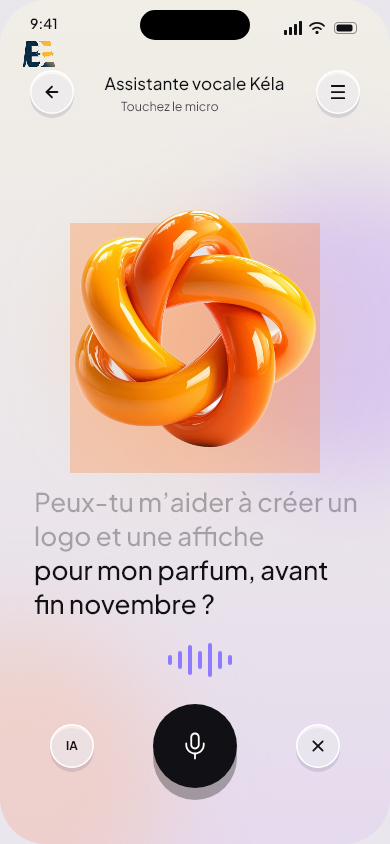 9:41
Assistante vocale Kéla
Touchez le micro
Peux-tu m’aider à créer un
logo et une affiche
pour mon parfum, avant
fin novembre ?
IA